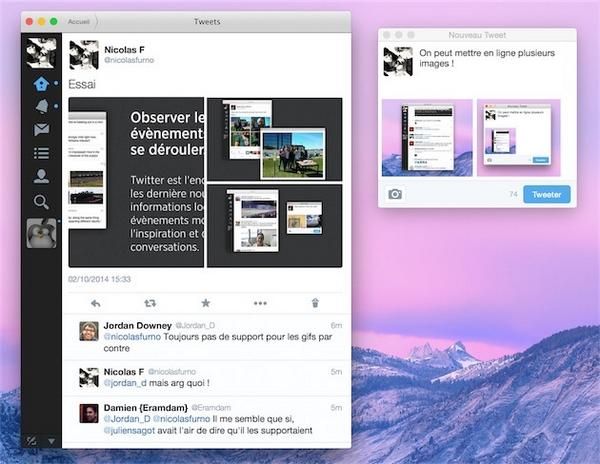 Accueil
Tweets
Nicolas F
@nicolasfurno
Essai
Observer le
évènements
se dérouler
Twitter est l'end
les dernière nou
informations loc
évènements mo
l'inspiration et d
conversations.
02/10/2014 15:33
Jordan Downey @Jordan_D 6m
@nicolasfurno Toujours pas de support pour les gifs par
contre
Nicolas F @nicolasfurno 5m
@jordan_d mais arg quoi !
Damien {Eramdam} @Eramdam 5m
@Jordan_D @nicolasfurno Il me semble que si,
@juliensagot avait l'air de dire qu'il les supportaient
Nouveau Tweet
On peut mettre en ligne plusieurs
images !
74 Tweeter